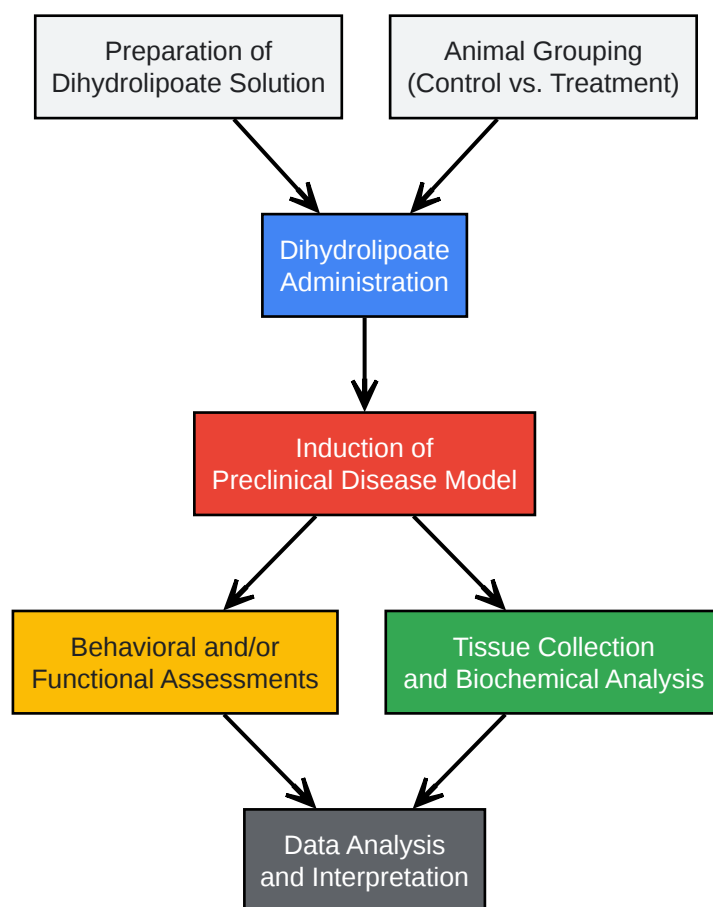 Preparation of
Dihydrolipoate Solution
Animal Grouping
(Control vs. Treatment)
Dihydrolipoate
Administration
Induction of
Preclinical Disease Model
Behavioral and/or
Functional Assessments
Tissue Collection
and Biochemical Analysis
Data Analysis
and Interpretation